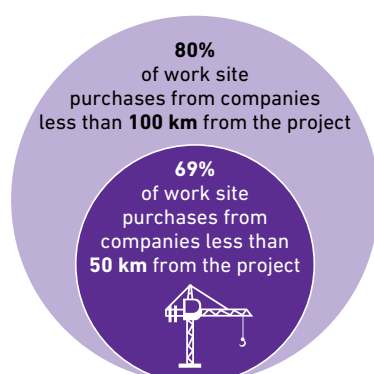 80%
of work site
purchases from companies
less than 100 km from the project
69%
of work site
purchases from
companies less than
50 km from the project